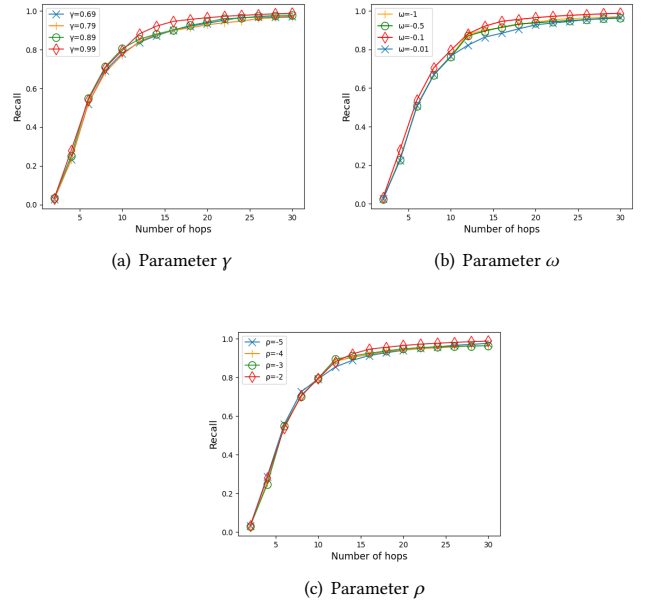 γ=0.69
γ=0.79
γ=0.89
γ=0.99
Recall
1.0
0.8
0.6
0.4
0.2
0.0
5
10
15
20
25
30
Number of hops
(a) Parameter γ
ω=-1
ω=-0.5
ω=-0.1
ω=-0.01
Recall
1.0
0.8
0.6
0.4
0.2
0.0
5
10
15
20
25
30
Number of hops
(b) Parameter ω
ρ=-5
ρ=-4
ρ=-3
ρ=-2
Recall
1.0
0.8
0.6
0.4
0.2
0.0
5
10
15
20
25
30
Number of hops
(c) Parameter ρ